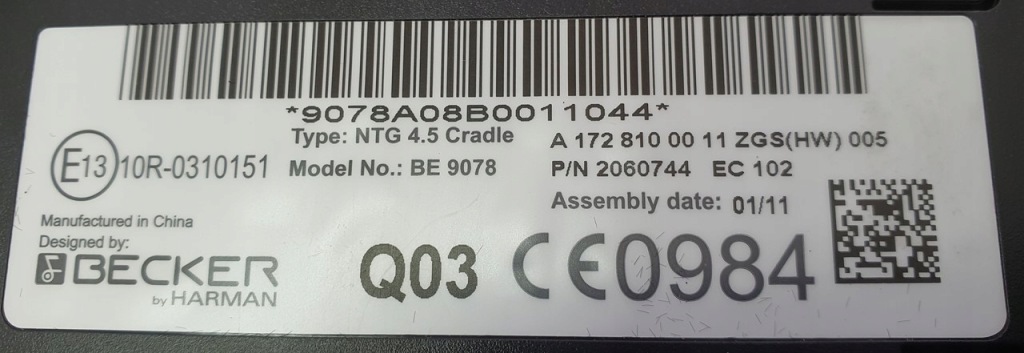 *9078A08B0011044*
Type: NTG 4.5 Cradle A 172 810 00 11 ZGS(HW) 005
E13 10R-0310151 Model No.: BE 9078 P/N 2060744 EC 102
Assembly date: 01/11
Manufactured in China
Designed by:
BECKER
by HARMAN
Q03 CE0984